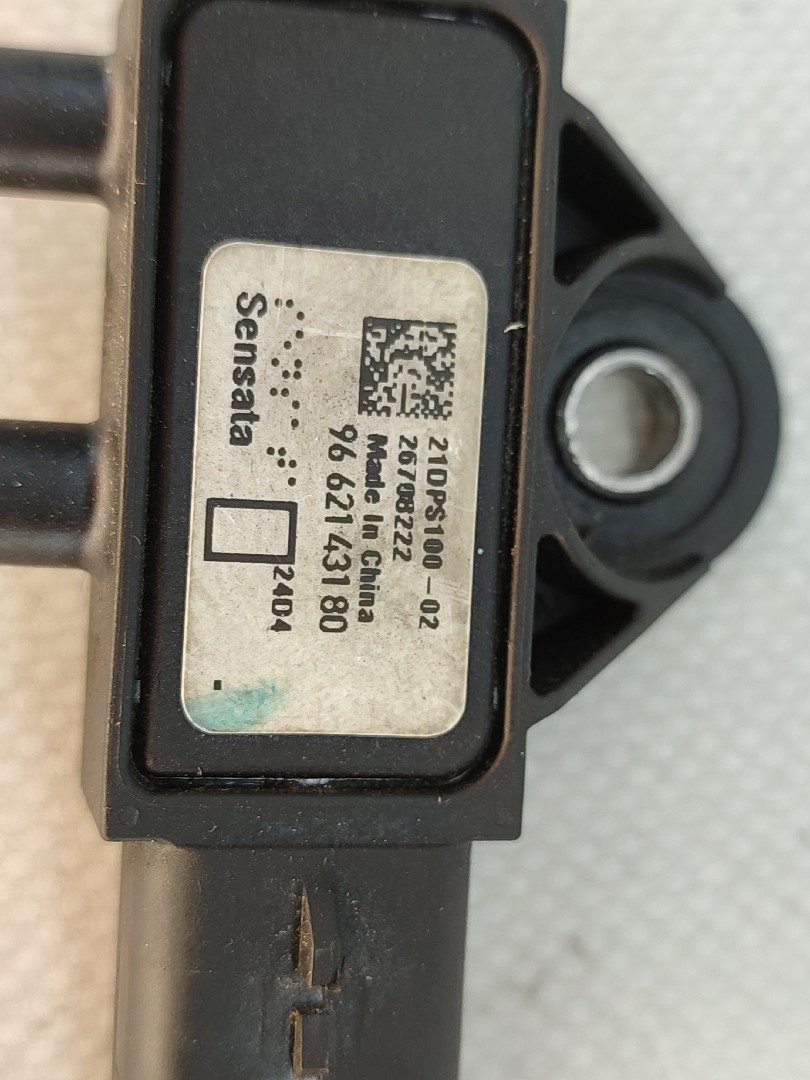 21DPS100-02
26708222
Made In China
96 621 431 80
24D4
Sensata